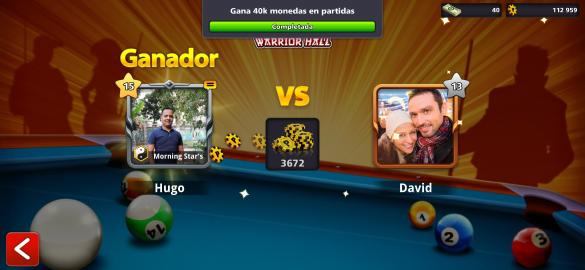 Gana 40k monedas en partidas
Completada
40
112 959
WARRIOR HALL
Ganador
15
VS
13
Morning Star's
3672
Hugo
David
14
1
2
3